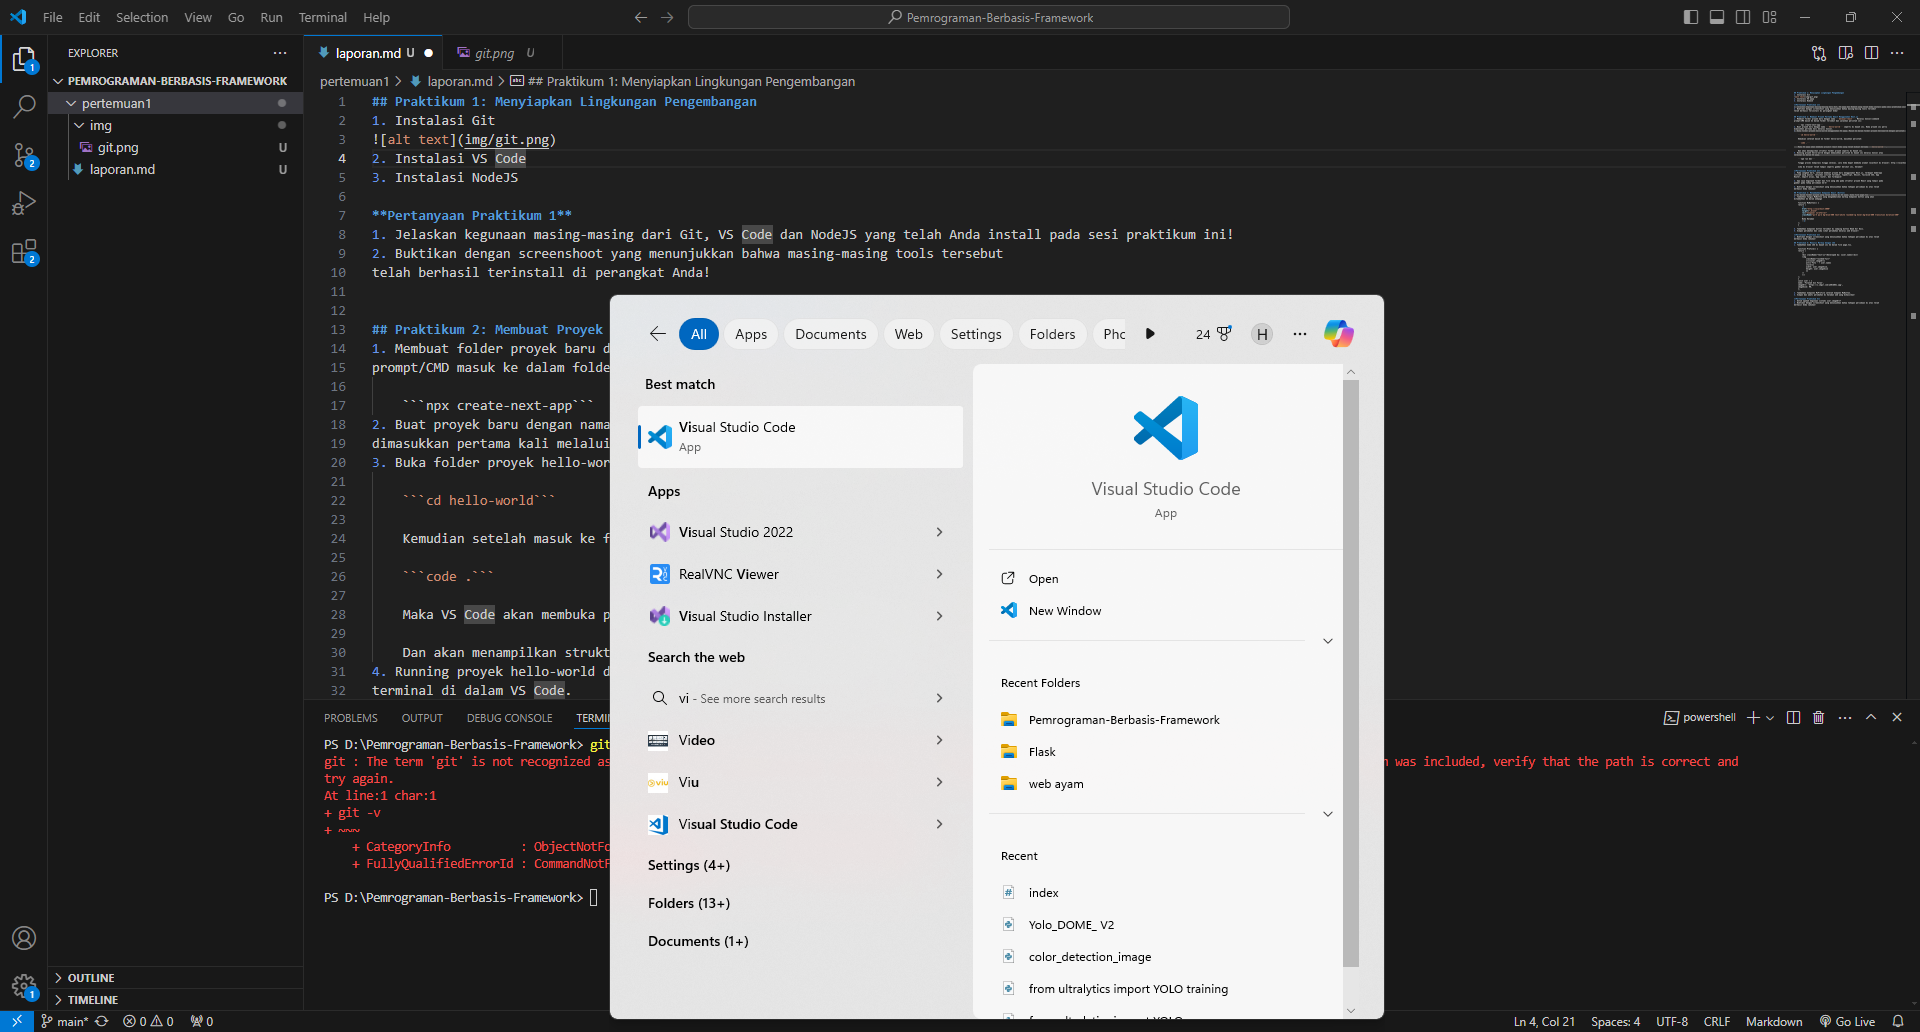 File Edit Selection View Go Run Terminal Help
Pemrograman-Berbasis-Framework
EXPLORER
PEMROGRAMAN-BERBASIS-FRAMEWORK
pertemuan1
img
git.png U
laporan.md U
OUTLINE
TIMELINE
laporan.md U
git.png U
pertemuan1 > laporan.md > ## Praktikum 1: Menyiapkan Lingkungan Pengembangan
1 ## Praktikum 1: Menyiapkan Lingkungan Pengembangan
2 1. Instalasi Git
3 ![alt text](img/git.png)
4 2. Instalasi VS Code
5 3. Instalasi NodeJS
6
7 **Pertanyaan Praktikum 1**
8 1. Jelaskan kegunaan masing-masing dari Git, VS Code dan NodeJS yang telah Anda install pada sesi praktikum ini!
9 2. Buktikan dengan screenshoot yang menunjukkan bahwa masing-masing tools tersebut
10 telah berhasil terinstall di perangkat Anda!
11
12
13 ## Praktikum 2: Membuat Proyek
14 1. Membuat folder proyek baru d
15 prompt/CMD masuk ke dalam folde
16
17 ```npx create-next-app```
18 2. Buat proyek baru dengan nama
19 dimasukkan pertama kali melalui
20 3. Buka folder proyek hello-wor
21
22 ```cd hello-world```
23
24 Kemudian setelah masuk ke f
25
26 ```code .```
27
28 Maka VS Code akan membuka p
29
30 Dan akan menampilkan strukt
31 4. Running proyek hello-world d
32 terminal di dalam VS Code.
PROBLEMS OUTPUT DEBUG CONSOLE TERMIN
powershell
PS D:\Pemrograman-Berbasis-Framework> git
git : The term 'git' is not recognized as
was included, verify that the path is correct and
try again.
At line:1 char:1
+ git -v
+ ~~~
+ CategoryInfo : ObjectNotFo
+ FullyQualifiedErrorId : CommandNotF
PS D:\Pemrograman-Berbasis-Framework>
All Apps Documents Web Settings Folders Pho
24
H
Best match
Visual Studio Code
App
Apps
Visual Studio 2022
RealVNC Viewer
Visual Studio Installer
Search the web
vi - See more search results
Video
Viu
Visual Studio Code
Settings (4+)
Folders (13+)
Documents (1+)
Visual Studio Code
App
Open
New Window
Recent Folders
Pemrograman-Berbasis-Framework
Flask
web ayam
Recent
index
Yolo_DOME_ V2
color_detection_image
from ultralytics import YOLO training
1
2
2
1
main* 0 0 0
Ln 4, Col 21 Spaces: 4 UTF-8 CRLF Markdown Go Live